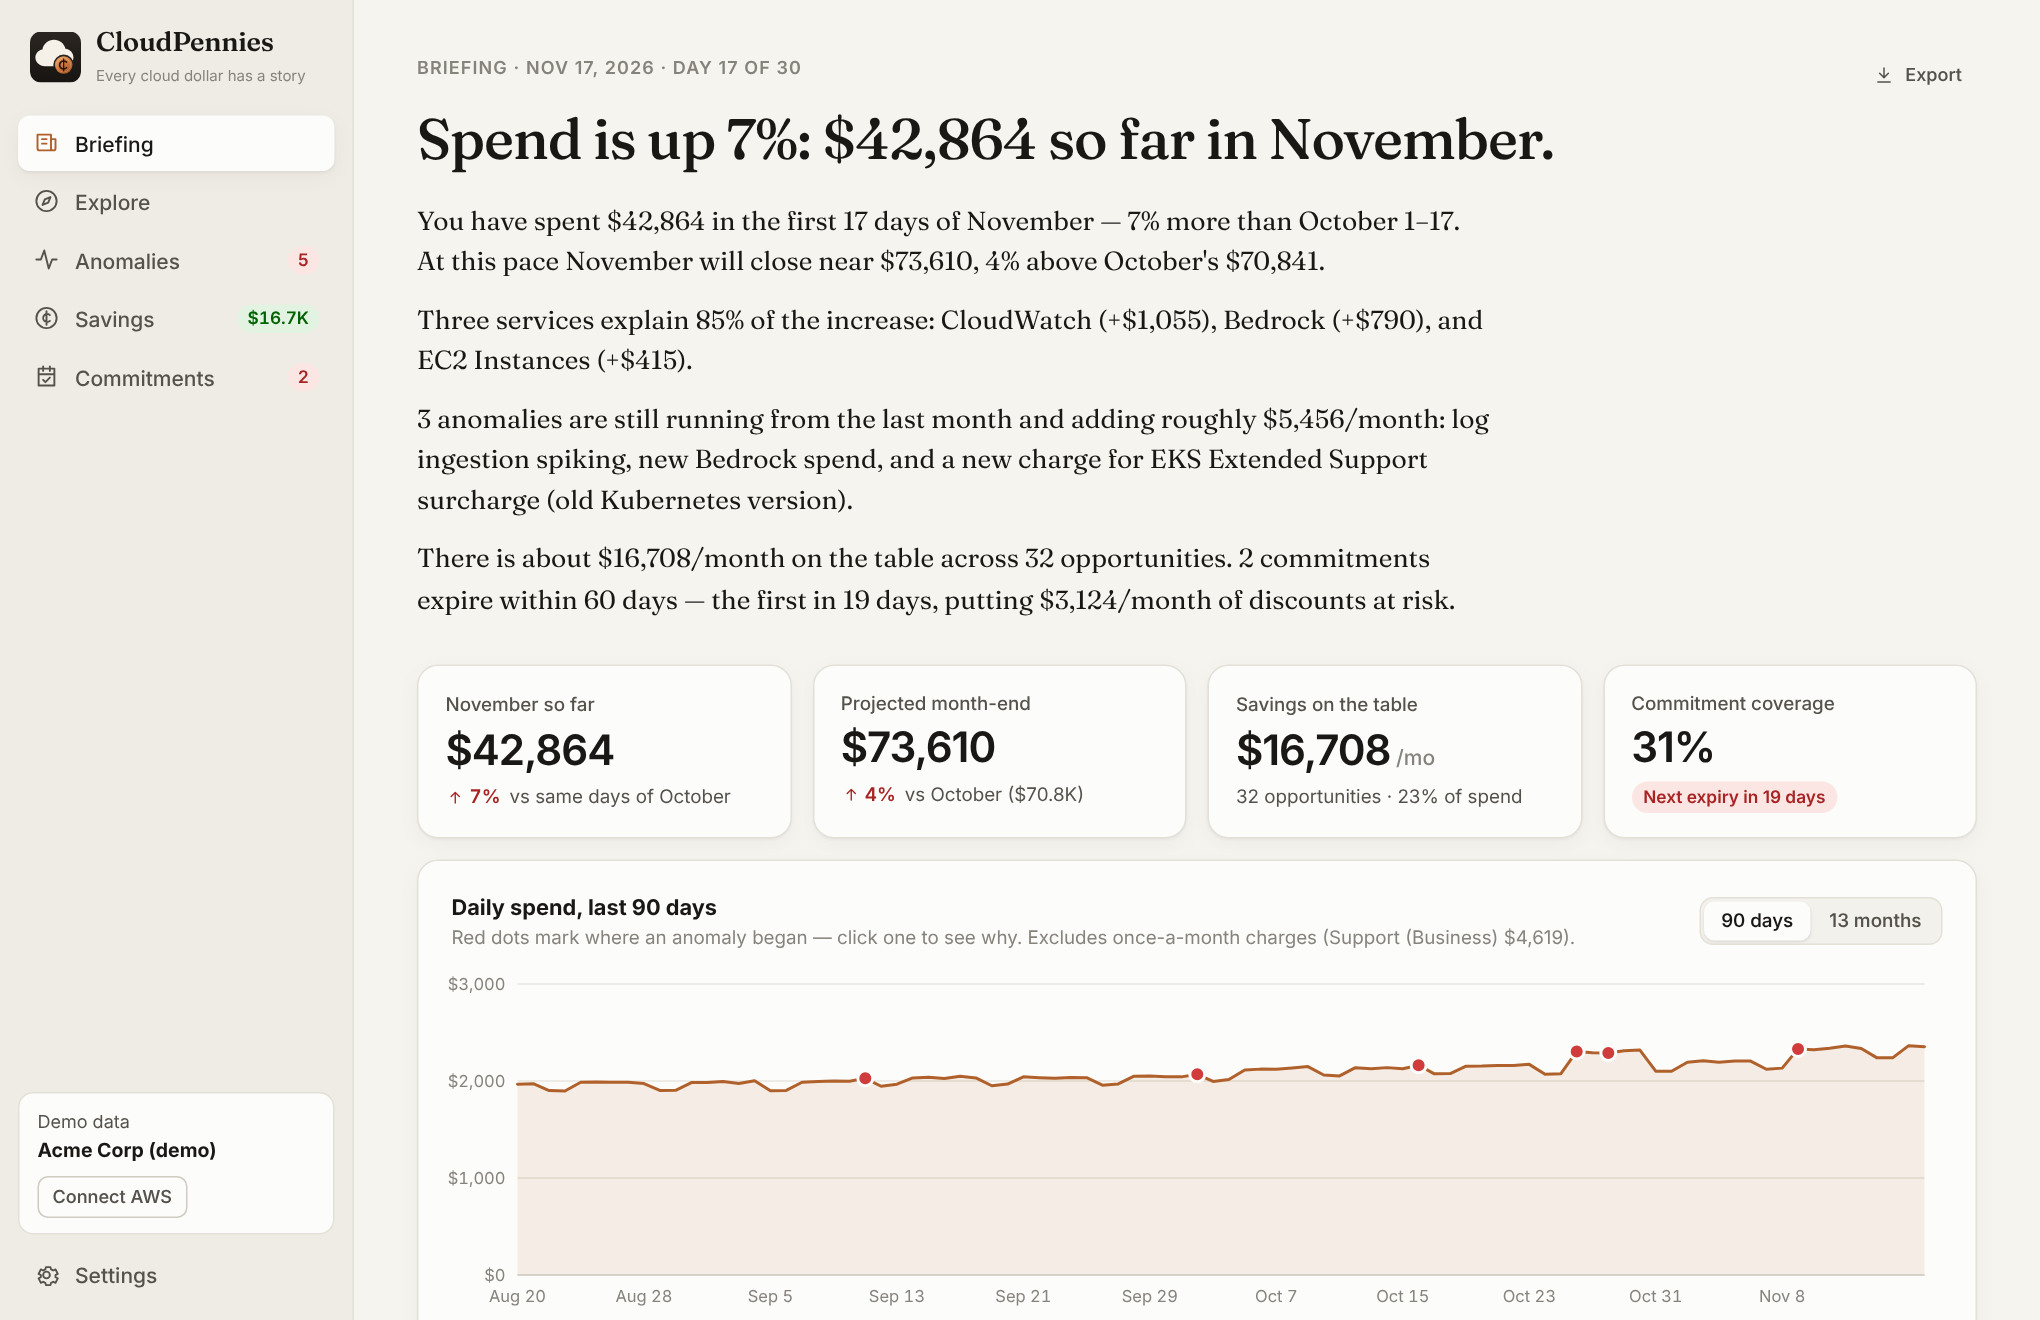 CloudPennies
Every cloud dollar has a story
Briefing
Explore
Anomalies 5
Savings $16.7K
Commitments 2
Demo data
Acme Corp (demo)
Connect AWS
Settings
BRIEFING · NOV 17, 2026 · DAY 17 OF 30
Export
Spend is up 7%: $42,864 so far in November.
You have spent $42,864 in the first 17 days of November — 7% more than October 1–17.
At this pace November will close near $73,610, 4% above October's $70,841.
Three services explain 85% of the increase: CloudWatch (+$1,055), Bedrock (+$790), and
EC2 Instances (+$415).
3 anomalies are still running from the last month and adding roughly $5,456/month: log
ingestion spiking, new Bedrock spend, and a new charge for EKS Extended Support
surcharge (old Kubernetes version).
There is about $16,708/month on the table across 32 opportunities. 2 commitments
expire within 60 days — the first in 19 days, putting $3,124/month of discounts at risk.
November so far
$42,864
↑ 7% vs same days of October
Projected month-end
$73,610
↑ 4% vs October ($70.8K)
Savings on the table
$16,708 /mo
32 opportunities · 23% of spend
Commitment coverage
31%
Next expiry in 19 days
Daily spend, last 90 days
Red dots mark where an anomaly began — click one to see why. Excludes once-a-month charges (Support (Business) $4,619).
90 days 13 months
$3,000
$2,000
$1,000
$0
Aug 20 Aug 28 Sep 5 Sep 13 Sep 21 Sep 29 Oct 7 Oct 15 Oct 23 Oct 31 Nov 8